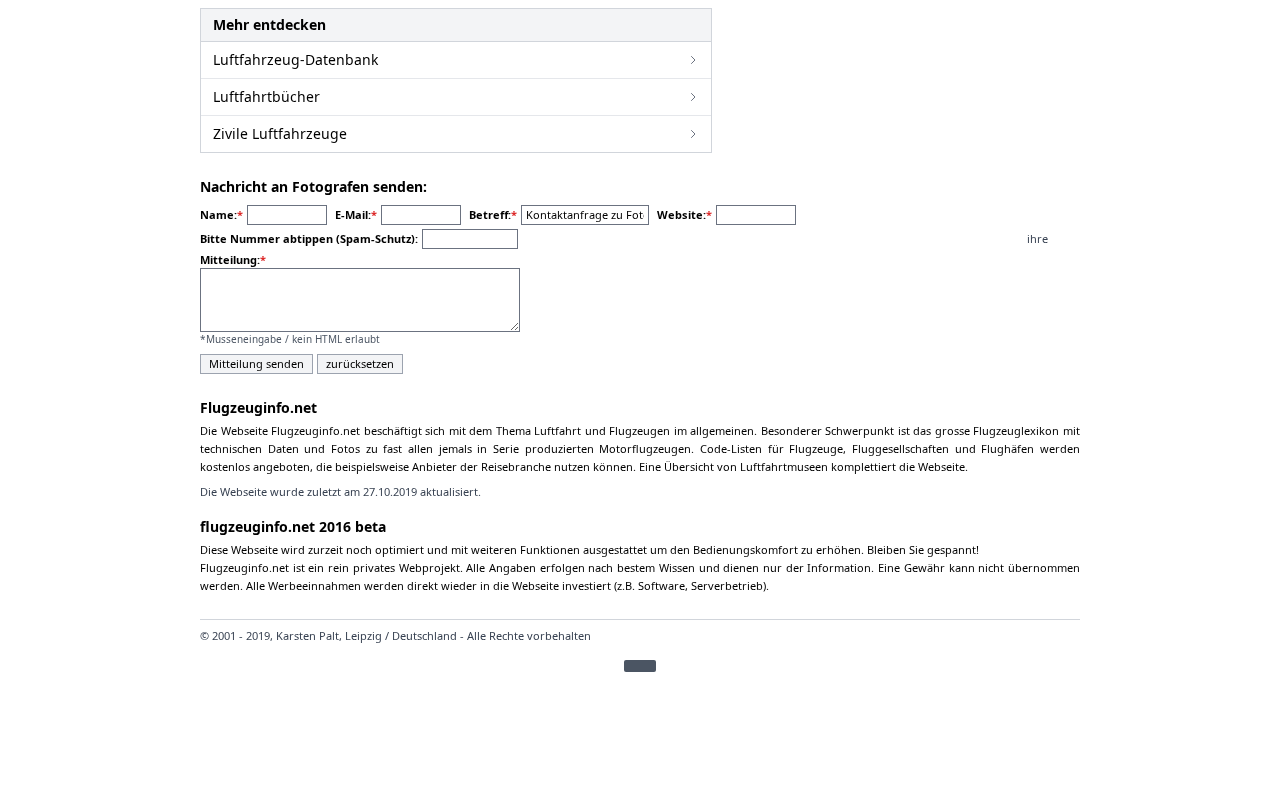 Mehr entdecken
Luftfahrzeug-Datenbank
Luftfahrtbücher
Zivile Luftfahrzeuge
Nachricht an Fotografen senden:
Name:* E-Mail:* Betreff:* Kontaktanfrage zu Fot Website:*
Bitte Nummer abtippen (Spam-Schutz): ihre
Mitteilung:*
*Musseneingabe / kein HTML erlaubt
Mitteilung senden zurücksetzen
Flugzeuginfo.net
Die Webseite Flugzeuginfo.net beschäftigt sich mit dem Thema Luftfahrt und Flugzeugen im allgemeinen. Besonderer Schwerpunkt ist das grosse Flugzeuglexikon mit
technischen Daten und Fotos zu fast allen jemals in Serie produzierten Motorflugzeugen. Code-Listen für Flugzeuge, Fluggesellschaften und Flughäfen werden
kostenlos angeboten, die beispielsweise Anbieter der Reisebranche nutzen können. Eine Übersicht von Luftfahrtmuseen komplettiert die Webseite.
Die Webseite wurde zuletzt am 27.10.2019 aktualisiert.
flugzeuginfo.net 2016 beta
Diese Webseite wird zurzeit noch optimiert und mit weiteren Funktionen ausgestattet um den Bedienungskomfort zu erhöhen. Bleiben Sie gespannt!
Flugzeuginfo.net ist ein rein privates Webprojekt. Alle Angaben erfolgen nach bestem Wissen und dienen nur der Information. Eine Gewähr kann nicht übernommen
werden. Alle Werbeeinnahmen werden direkt wieder in die Webseite investiert (z.B. Software, Serverbetrieb).
© 2001 - 2019, Karsten Palt, Leipzig / Deutschland - Alle Rechte vorbehalten